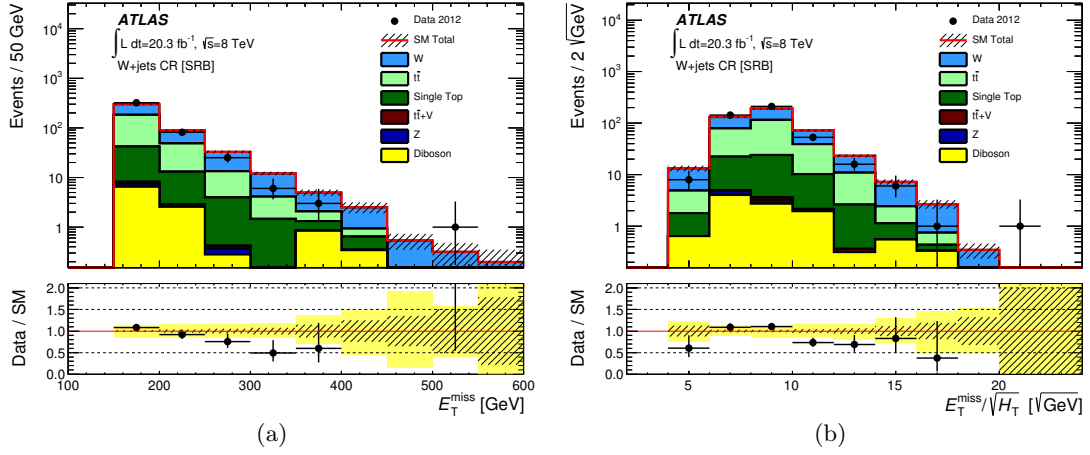 Events / 50 GeV
10⁴
10³
10²
10
1
ATLAS
∫L dt=20.3 fb⁻¹, √s=8 TeV
W+jets CR [SRB]
Data 2012
SM Total
W
tt̄
Single Top
tt̄+V
Z
Diboson
Data / SM
2.0
1.5
1.0
0.5
0.0
100 200 300 400 500 600
E_T^miss [GeV]
(a)
Events / 2 √GeV
10⁴
10³
10²
10
1
ATLAS
∫L dt=20.3 fb⁻¹, √s=8 TeV
W+jets CR [SRB]
Data 2012
SM Total
W
tt̄
Single Top
tt̄+V
Z
Diboson
Data / SM
2.0
1.5
1.0
0.5
0.0
5 10 15 20
E_T^miss/√H_T [√GeV]
(b)